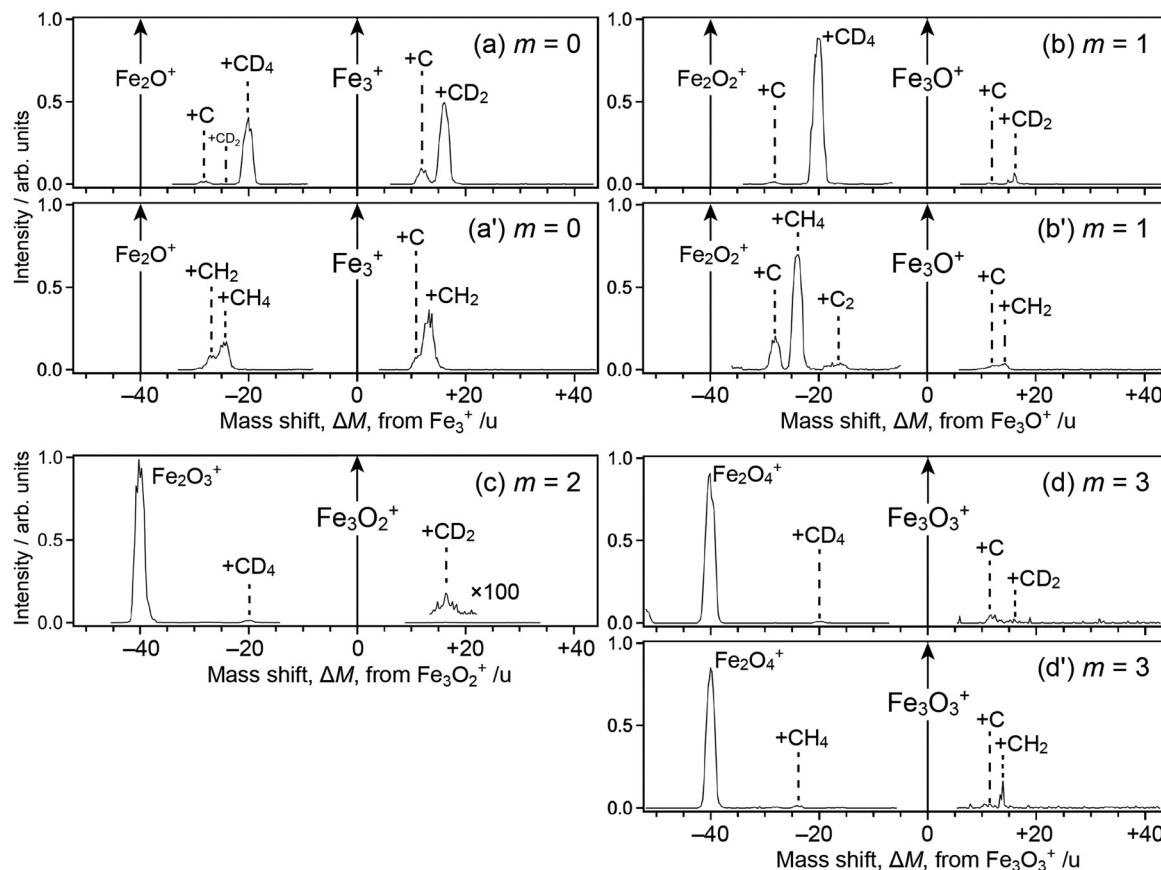 Intensity / arb. units
1.0
0.5
0.0
(a) m = 0
Fe₂O⁺
+C
+CD₂
+CD₄
Fe₃⁺
+C
+CD₂
1.0
0.5
0.0
(b) m = 1
Fe₂O₂⁺
+C
+CD₄
Fe₃O⁺
+C
+CD₂
1.0
0.5
0.0
(a') m = 0
Fe₂O⁺
+CH₂
+CH₄
Fe₃⁺
+C
+CH₂
−40 −20 0 +20 +40
Mass shift, ΔM, from Fe₃⁺ /u
1.0
0.5
0.0
(b') m = 1
Fe₂O₂⁺
+C
+CH₄
+C₂
Fe₃O⁺
+C
+CH₂
−40 −20 0 +20 +40
Mass shift, ΔM, from Fe₃O⁺ /u
Intensity / arb. units
1.0
0.5
0.0
(c) m = 2
Fe₂O₃⁺
+CD₄
Fe₃O₂⁺
+CD₂
×100
−40 −20 0 +20 +40
Mass shift, ΔM, from Fe₃O₂⁺ /u
1.0
0.5
0.0
(d) m = 3
Fe₂O₄⁺
+CD₄
Fe₃O₃⁺
+C
+CD₂
1.0
0.5
0.0
(d') m = 3
Fe₂O₄⁺
+CH₄
Fe₃O₃⁺
+C
+CH₂
−40 −20 0 +20 +40
Mass shift, ΔM, from Fe₃O₃⁺ /u